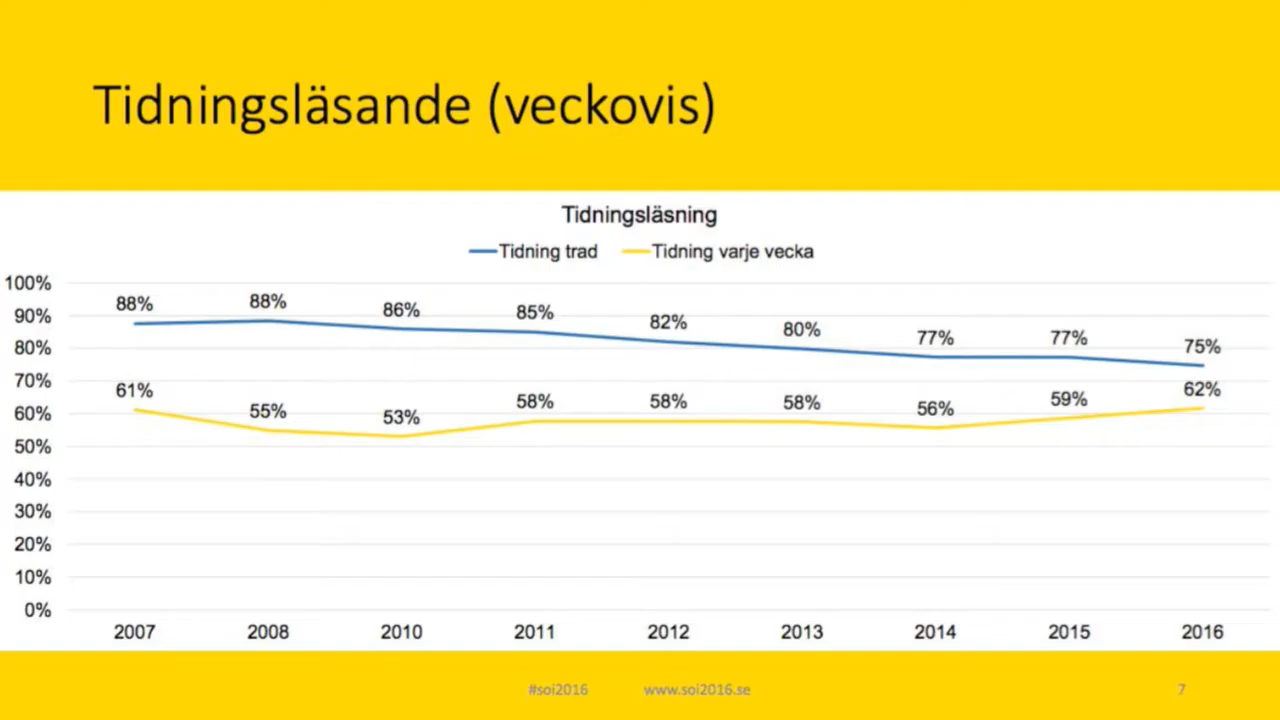 Tidningsläsande (veckovis)
Tidningsläsning
Tidning trad Tidning varje vecka
100%
90%
80%
70%
60%
50%
40%
30%
20%
10%
0%
88% 88% 86% 85% 82% 80% 77% 77% 75%
61% 55% 53% 58% 58% 58% 56% 59% 62%
2007 2008 2010 2011 2012 2013 2014 2015 2016
#soi2016 www.soi2016.se 7